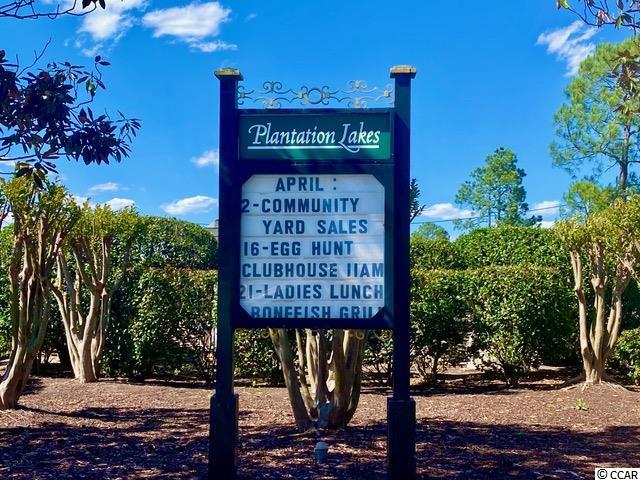 Plantation Lakes
APRIL :
2-COMMUNITY
YARD SALES
16-EGG HUNT
CLUBHOUSE 11AM
21-LADIES LUNCH
BONEFISH GRILL
© CCAR